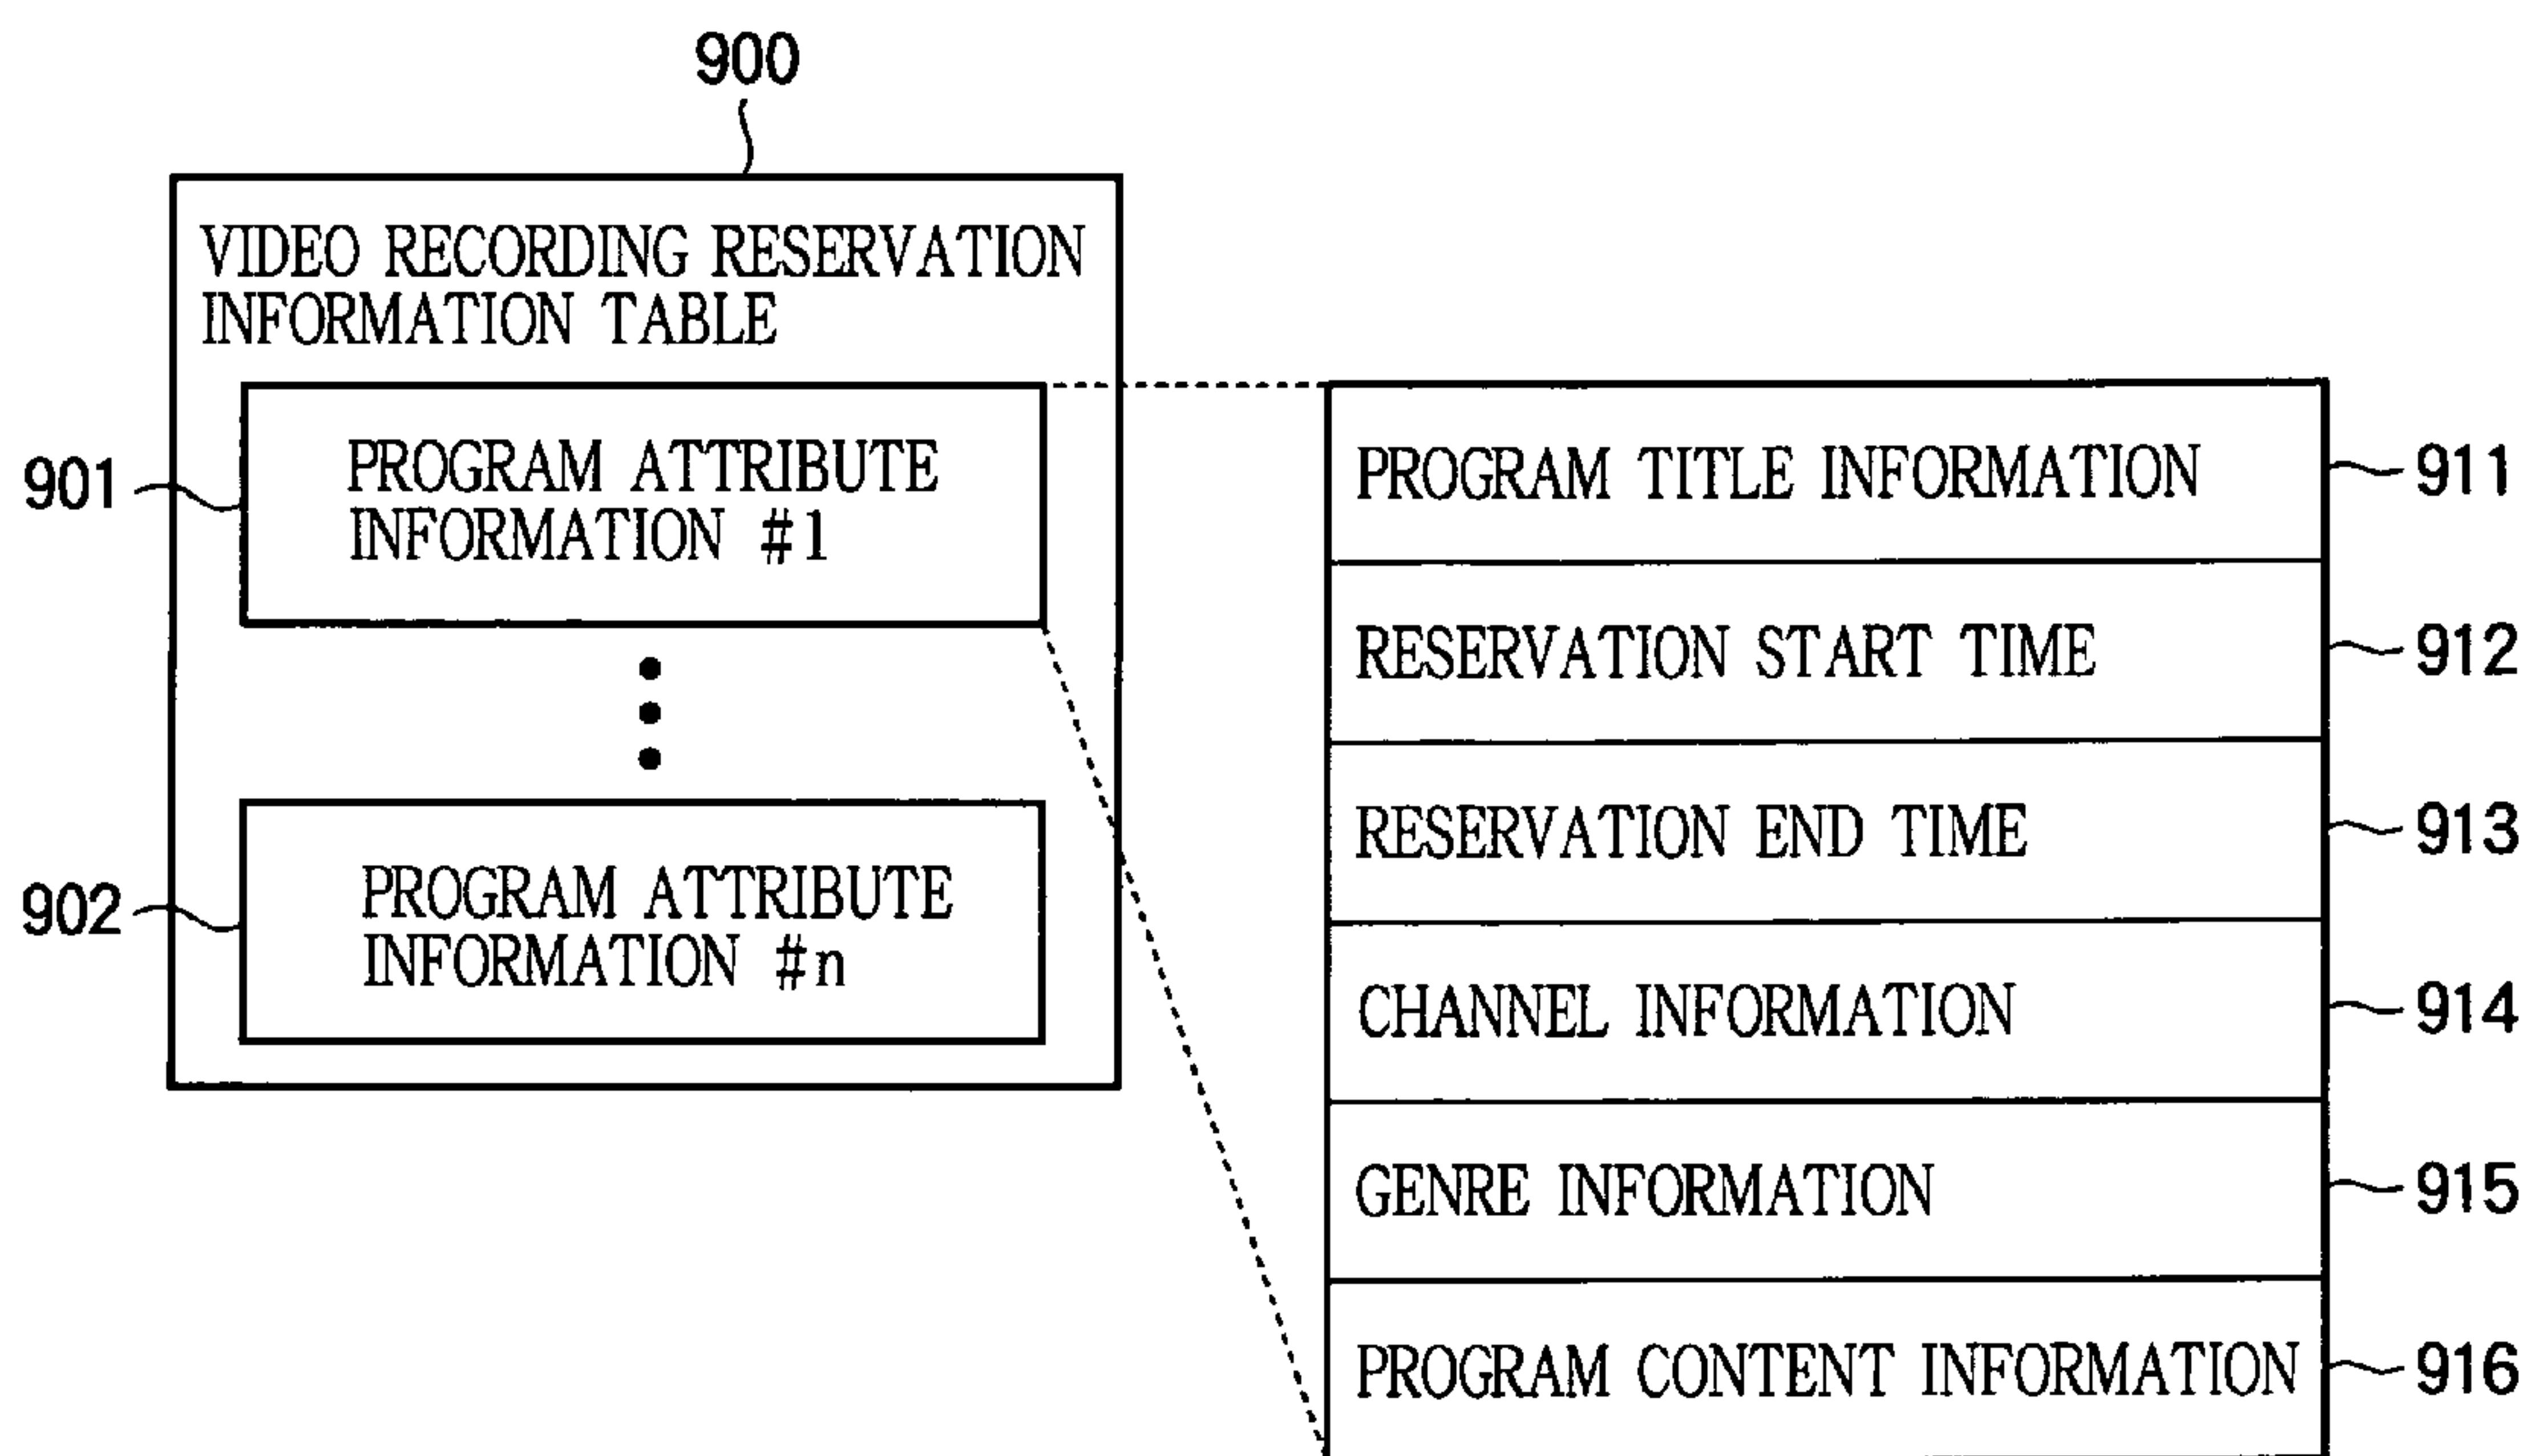 900
VIDEO RECORDING RESERVATION
INFORMATION TABLE
901
PROGRAM ATTRIBUTE
INFORMATION #1
902
PROGRAM ATTRIBUTE
INFORMATION #n
PROGRAM TITLE INFORMATION
911
RESERVATION START TIME
912
RESERVATION END TIME
913
CHANNEL INFORMATION
914
GENRE INFORMATION
915
PROGRAM CONTENT INFORMATION
916